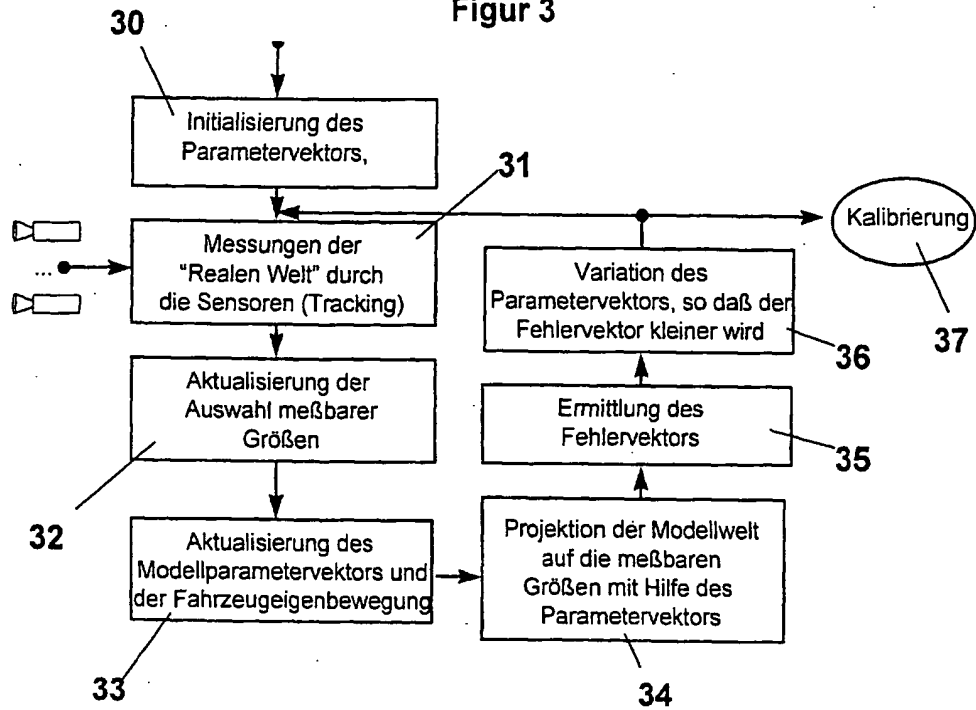 Figur 3
30
Initialisierung des
Parametervektors,
31
Messungen der
"Realen Welt" durch
die Sensoren (Tracking)
...
Kalibrierung
37
Variation des
Parametervektors, so daß der
Fehlervektor kleiner wird
36
Aktualisierung der
Auswahl meßbarer
Größen
32
Ermittlung des
Fehlervektors
35
Aktualisierung des
Modellparametervektors und
der Fahrzeugeigenbewegung
33
Projektion der Modellwelt
auf die meßbaren
Größen mit Hilfe des
Parametervektors
34